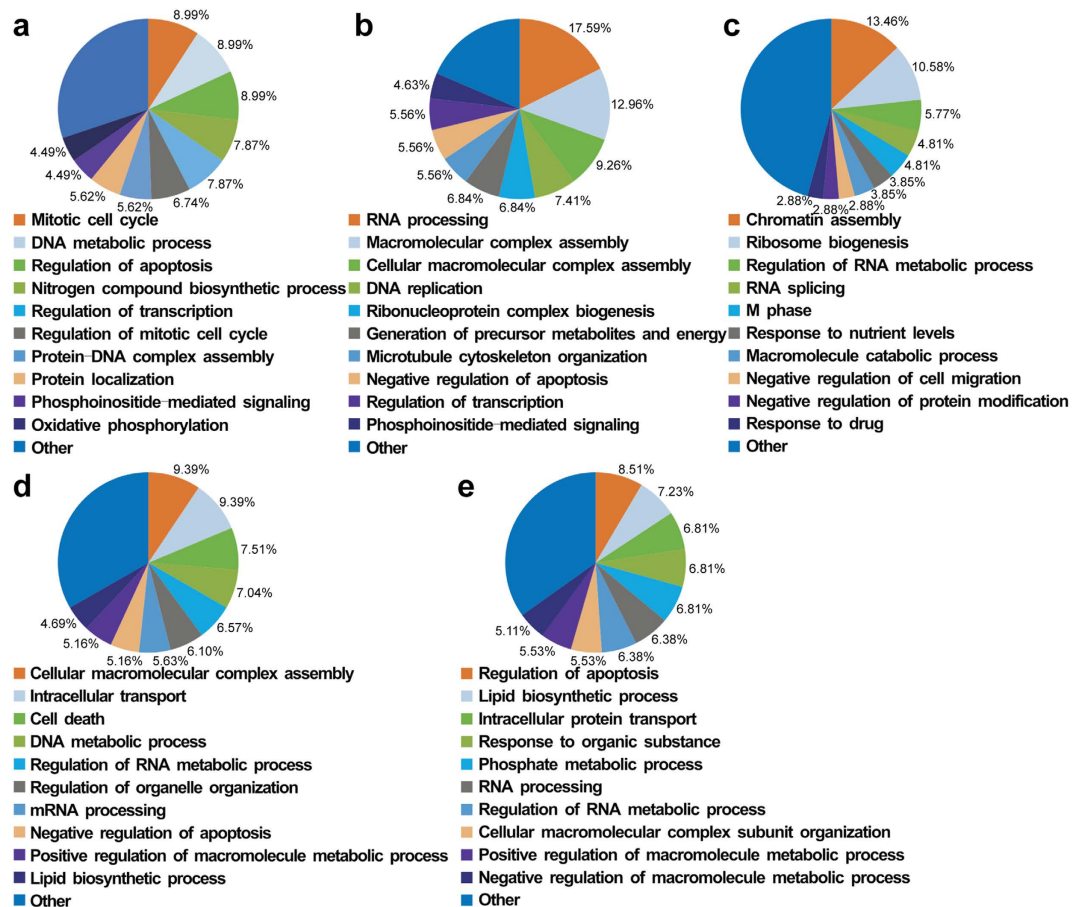 a
8.99%
8.99%
8.99%
7.87%
7.87%
6.74%
5.62%
5.62%
4.49%
4.49%
Mitotic cell cycle
DNA metabolic process
Regulation of apoptosis
Nitrogen compound biosynthetic process
Regulation of transcription
Regulation of mitotic cell cycle
Protein–DNA complex assembly
Protein localization
Phosphoinositide–mediated signaling
Oxidative phosphorylation
Other
b
17.59%
12.96%
9.26%
7.41%
6.84%
6.84%
5.56%
5.56%
5.56%
4.63%
RNA processing
Macromolecular complex assembly
Cellular macromolecular complex assembly
DNA replication
Ribonucleoprotein complex biogenesis
Generation of precursor metabolites and energy
Microtubule cytoskeleton organization
Negative regulation of apoptosis
Regulation of transcription
Phosphoinositide–mediated signaling
Other
c
13.46%
10.58%
5.77%
4.81%
4.81%
3.85%
3.85%
2.88%
2.88%
2.88%
Chromatin assembly
Ribosome biogenesis
Regulation of RNA metabolic process
RNA splicing
M phase
Response to nutrient levels
Macromolecule catabolic process
Negative regulation of cell migration
Negative regulation of protein modification
Response to drug
Other
d
9.39%
9.39%
7.51%
7.04%
6.57%
6.10%
5.63%
5.16%
5.16%
4.69%
Cellular macromolecular complex assembly
Intracellular transport
Cell death
DNA metabolic process
Regulation of RNA metabolic process
Regulation of organelle organization
mRNA processing
Negative regulation of apoptosis
Positive regulation of macromolecule metabolic process
Lipid biosynthetic process
Other
e
8.51%
7.23%
6.81%
6.81%
6.81%
6.38%
6.38%
5.53%
5.53%
5.11%
Regulation of apoptosis
Lipid biosynthetic process
Intracellular protein transport
Response to organic substance
Phosphate metabolic process
RNA processing
Regulation of RNA metabolic process
Cellular macromolecular complex subunit organization
Positive regulation of macromolecule metabolic process
Negative regulation of macromolecule metabolic process
Other